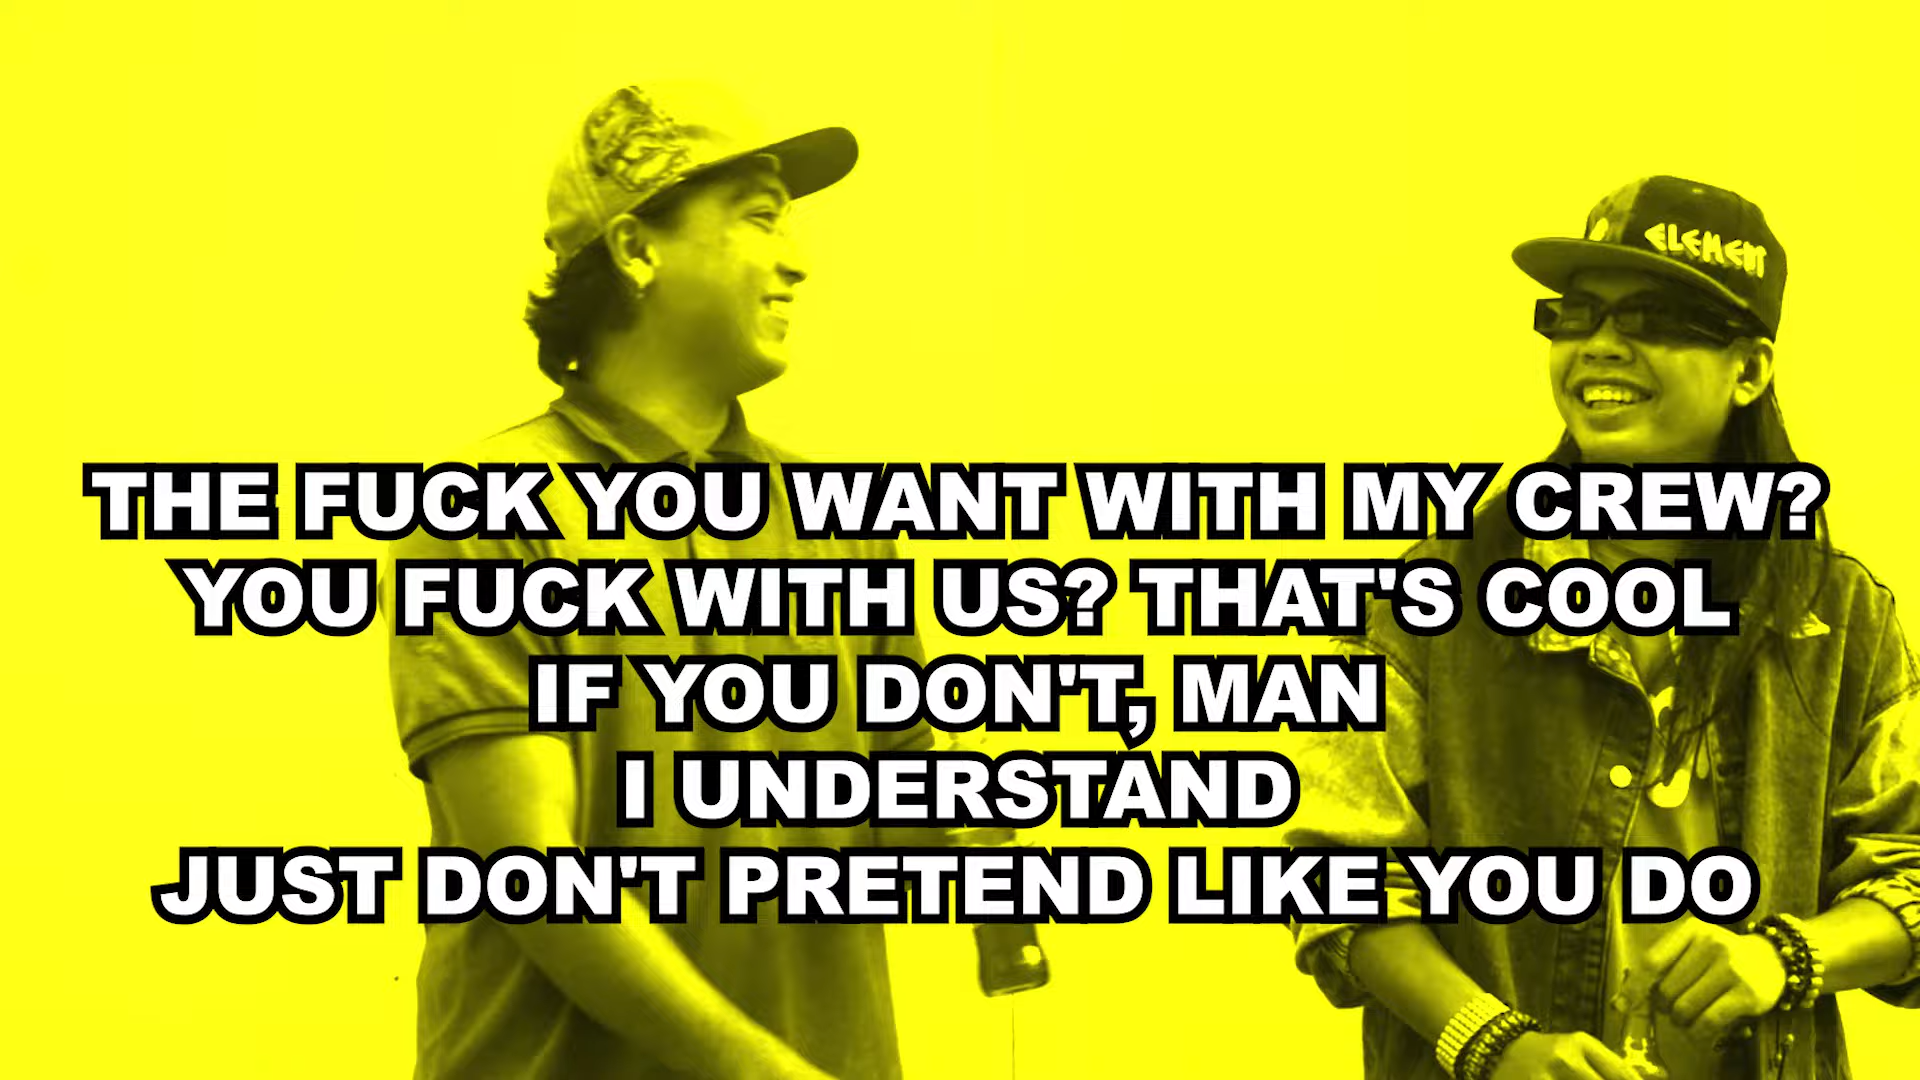 ELEMENT
THE FUCK YOU WANT WITH MY CREW?
YOU FUCK WITH US? THAT'S COOL
IF YOU DON'T, MAN
I UNDERSTAND
JUST DON'T PRETEND LIKE YOU DO